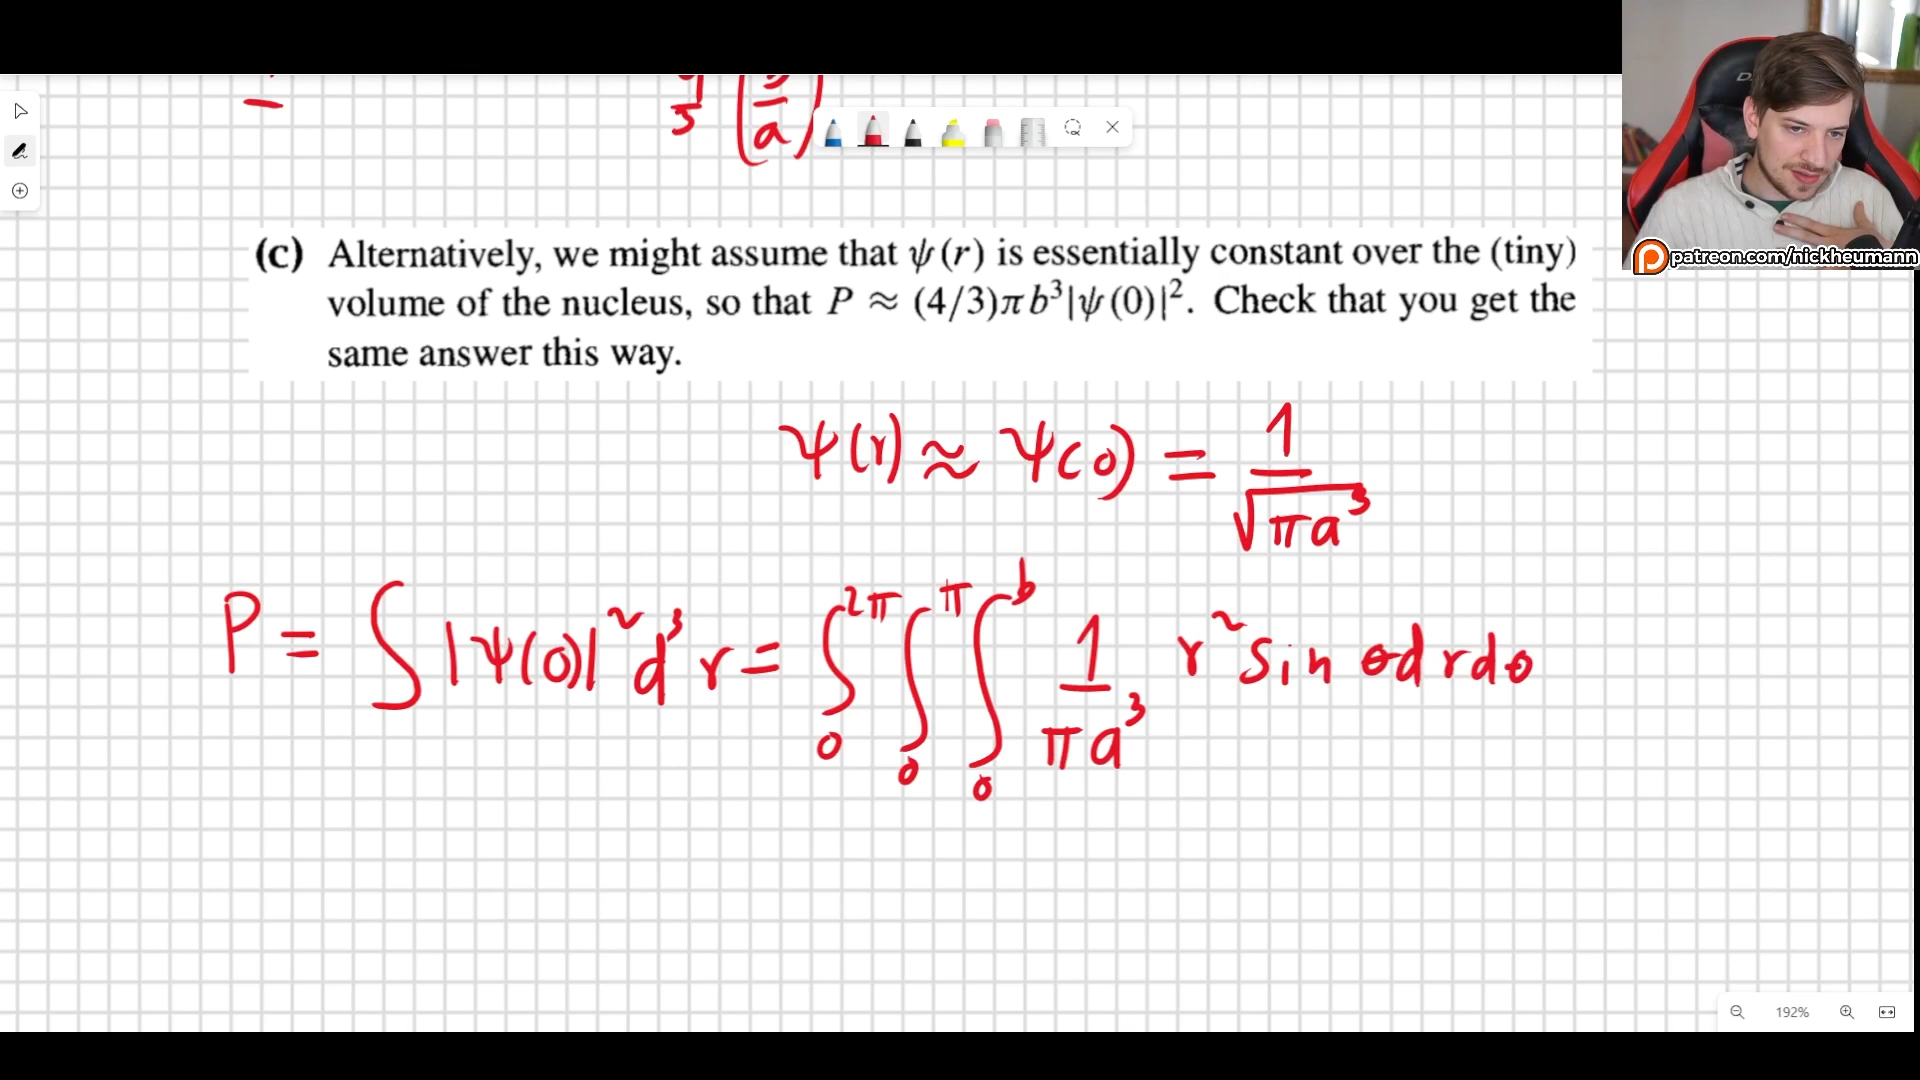 4/3 (b/a)
patreon.com/nickheumann
(c) Alternatively, we might assume that ψ(r) is essentially constant over the (tiny)
volume of the nucleus, so that P ≈ (4/3)πb³|ψ(0)|². Check that you get the
same answer this way.
ψ(r) ≈ ψ(0) = 1/√(πa³)
P = ∫|ψ(0)|² d³r = ∫₀^2π ∫₀^π ∫₀^b 1/(πa³) r² sin θ dr dθ
192%